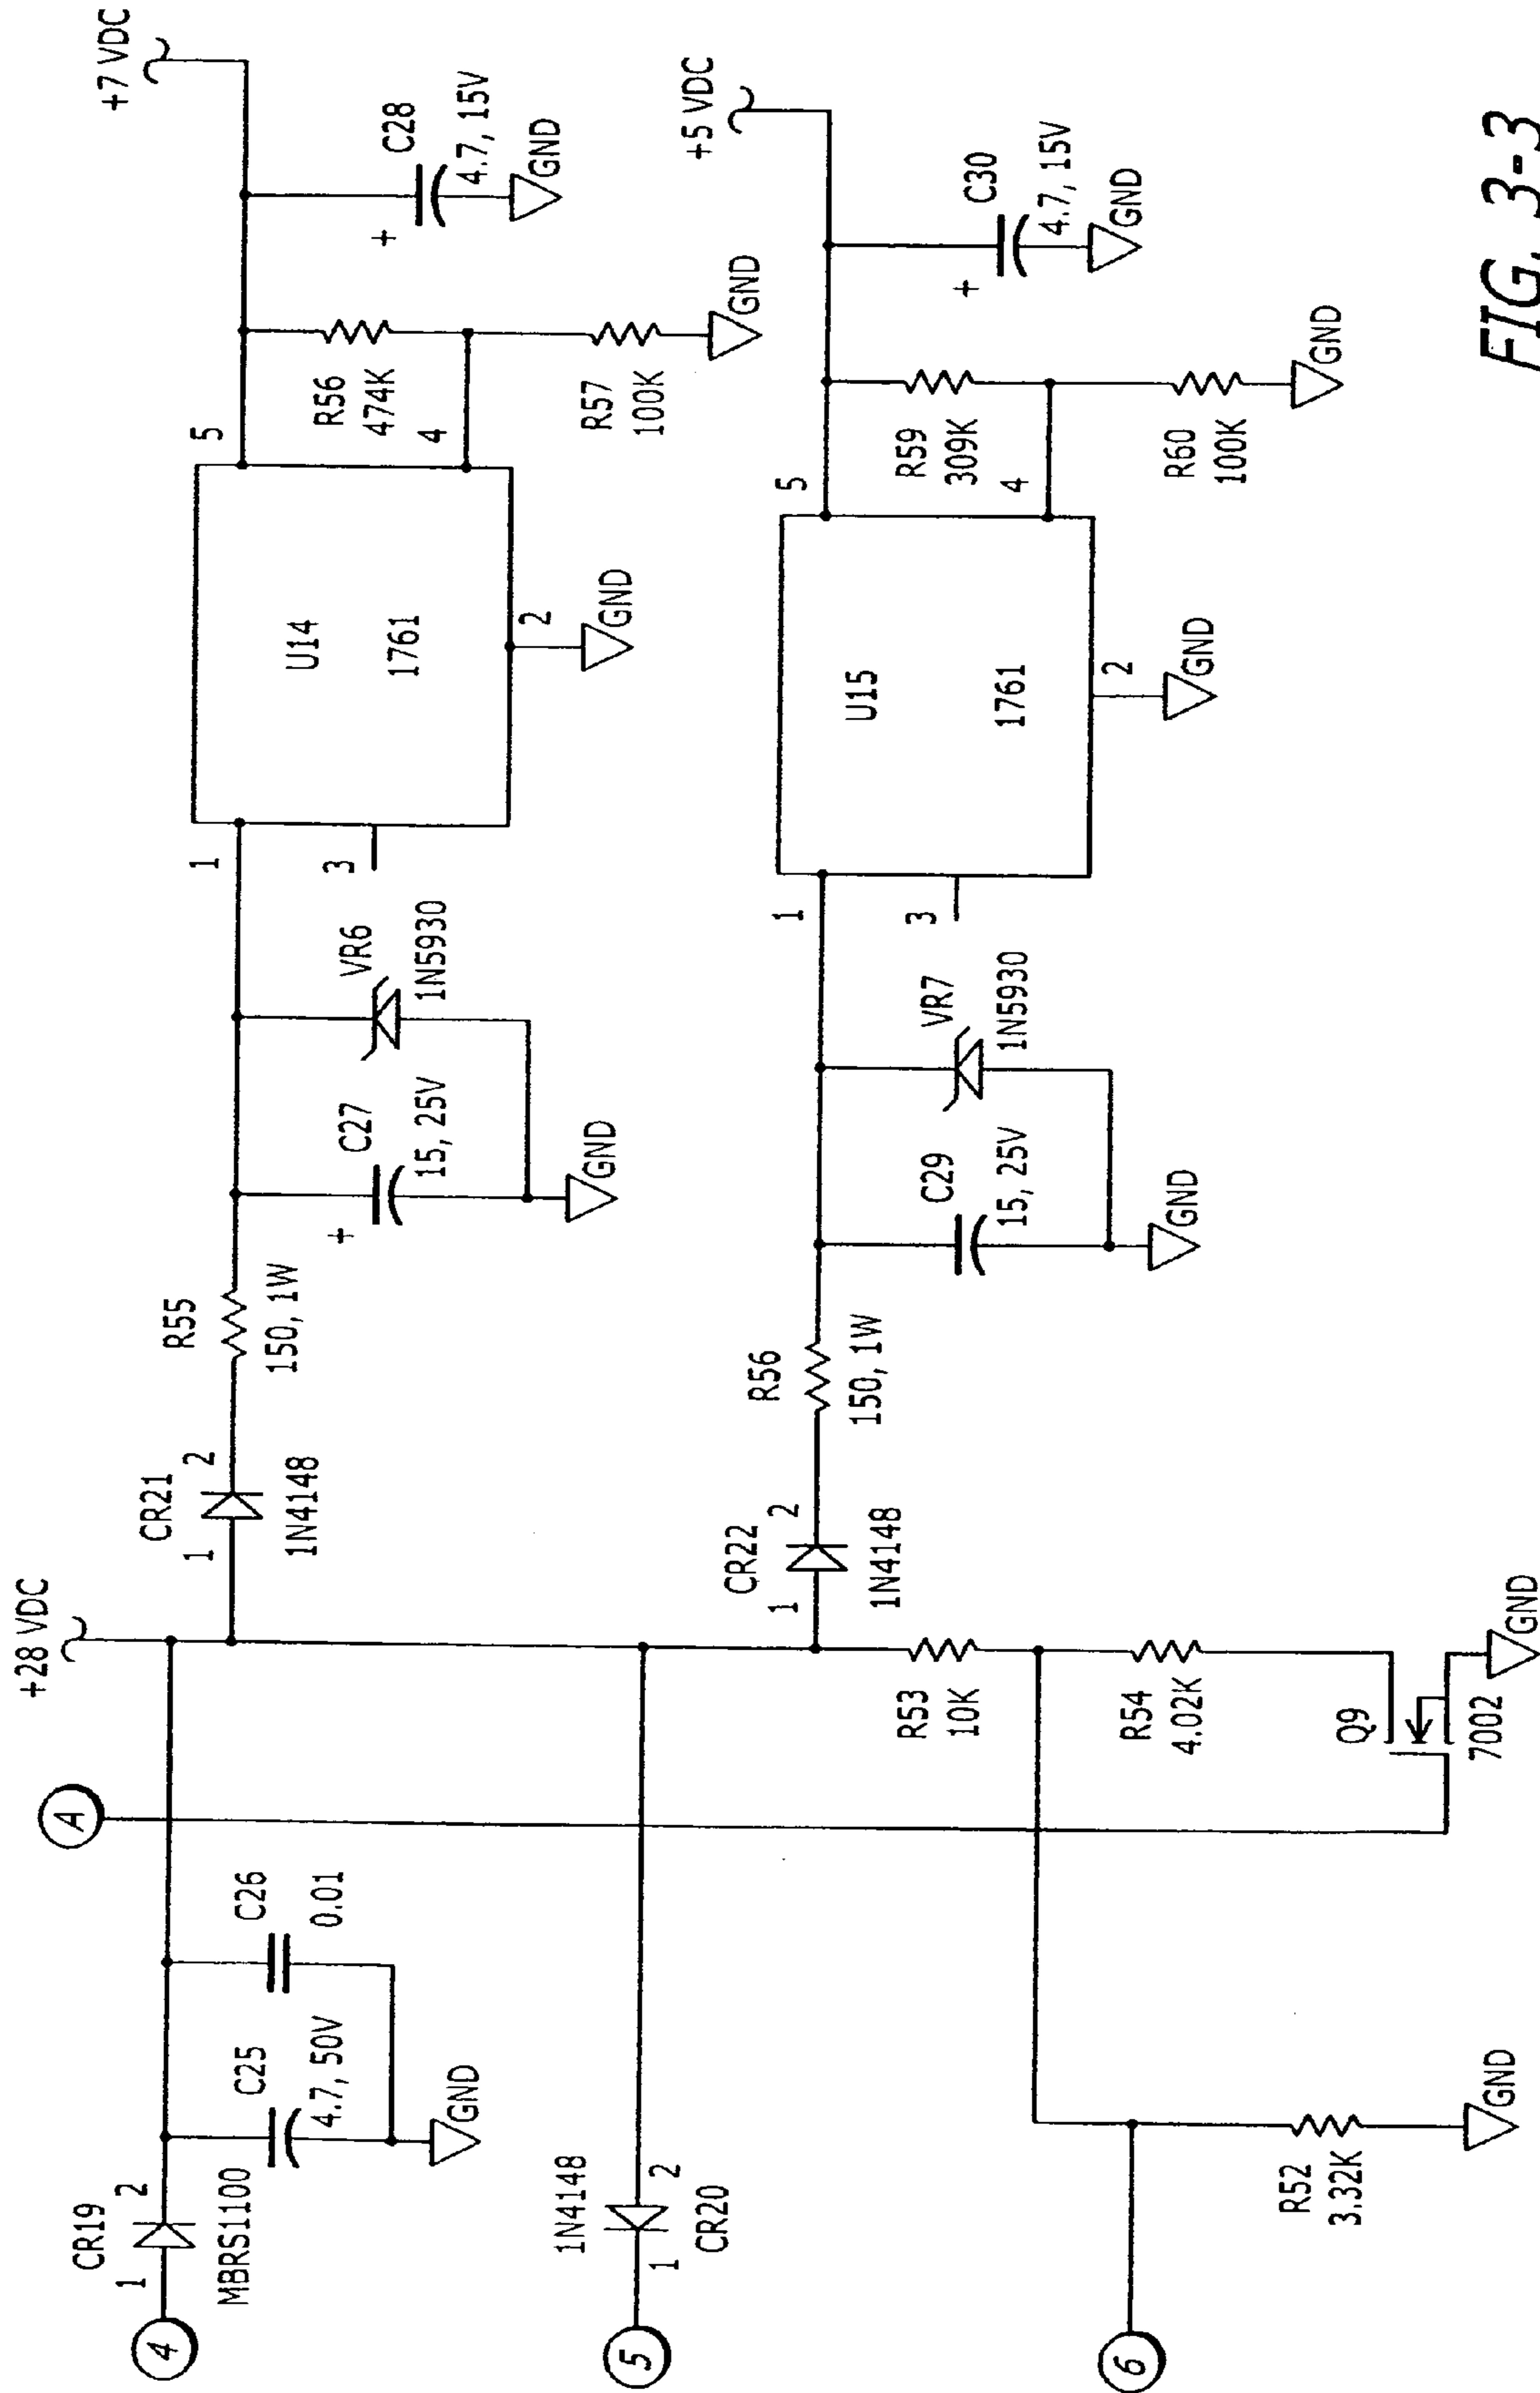 +28 VDC
+7 VDC
4
CR19
1
2
MBRS1100
C25
4.7, 50V
GND
C26
0.01
A
CR21
1
2
1N4148
R55
150, 1W
+
C27
15, 25V
GND
VR6
1N5930
1
3
U14
1761
2
GND
5
4
R56
474K
R57
100K
GND
+
C28
4.7, 15V
GND
5
1N4148
1
2
CR20
CR22
1
2
1N4148
R56
150, 1W
C29
15, 25V
GND
VR7
1N5930
1
3
U15
1761
2
GND
5
4
R59
309K
R60
100K
GND
+5 VDC
+
C30
4.7, 15V
GND
6
R52
3.32K
GND
R53
10K
R54
4.02K
Q9
7002
GND
FIG. 3-3